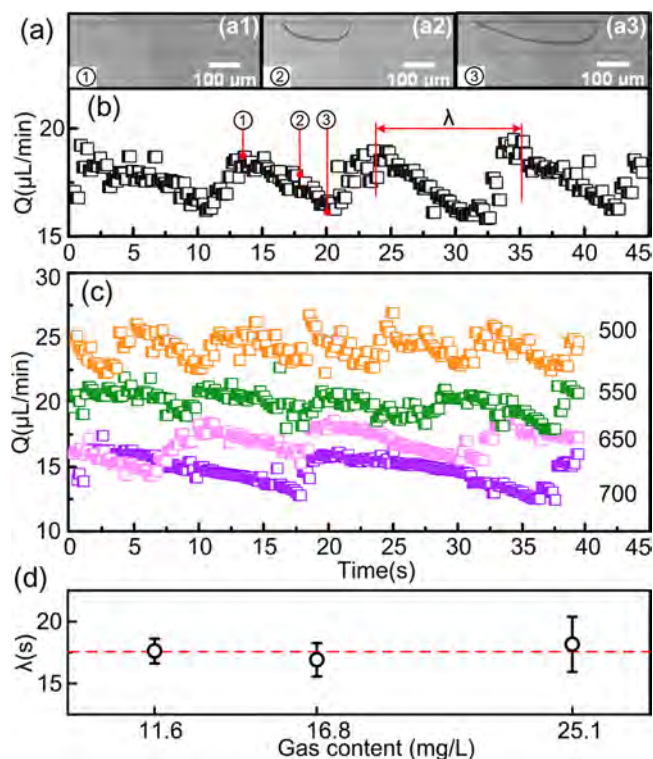 (a) (a1) (a2) (a3)
100 μm 100 μm 100 μm
① ② ③
(b)
① ② ③ λ
20
15
Q(μL/min)
0 5 10 15 20 25 30 35 40 45
(c)
30
25
20
15
10
Q(μL/min)
500
550
650
700
0 5 10 15 20 25 30 35 40 45
Time(s)
(d)
20
15
λ(s)
11.6 16.8 25.1
Gas content (mg/L)